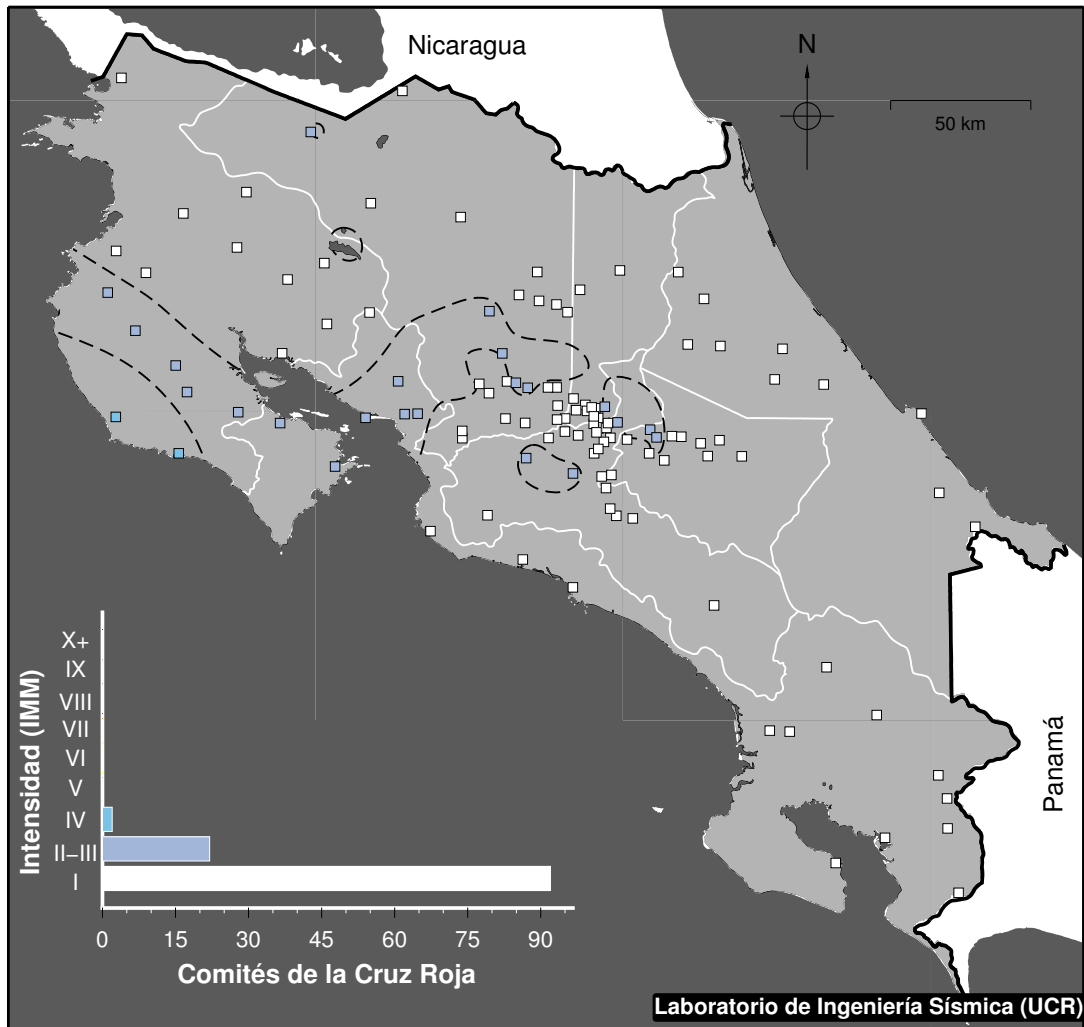 Nicaragua
N
50 km
Panamá
Intensidad (IMM)
X+
IX
VIII
VII
VI
V
IV
II–III
I
0 15 30 45 60 75 90
Comités de la Cruz Roja
Laboratorio de Ingeniería Sísmica (UCR)